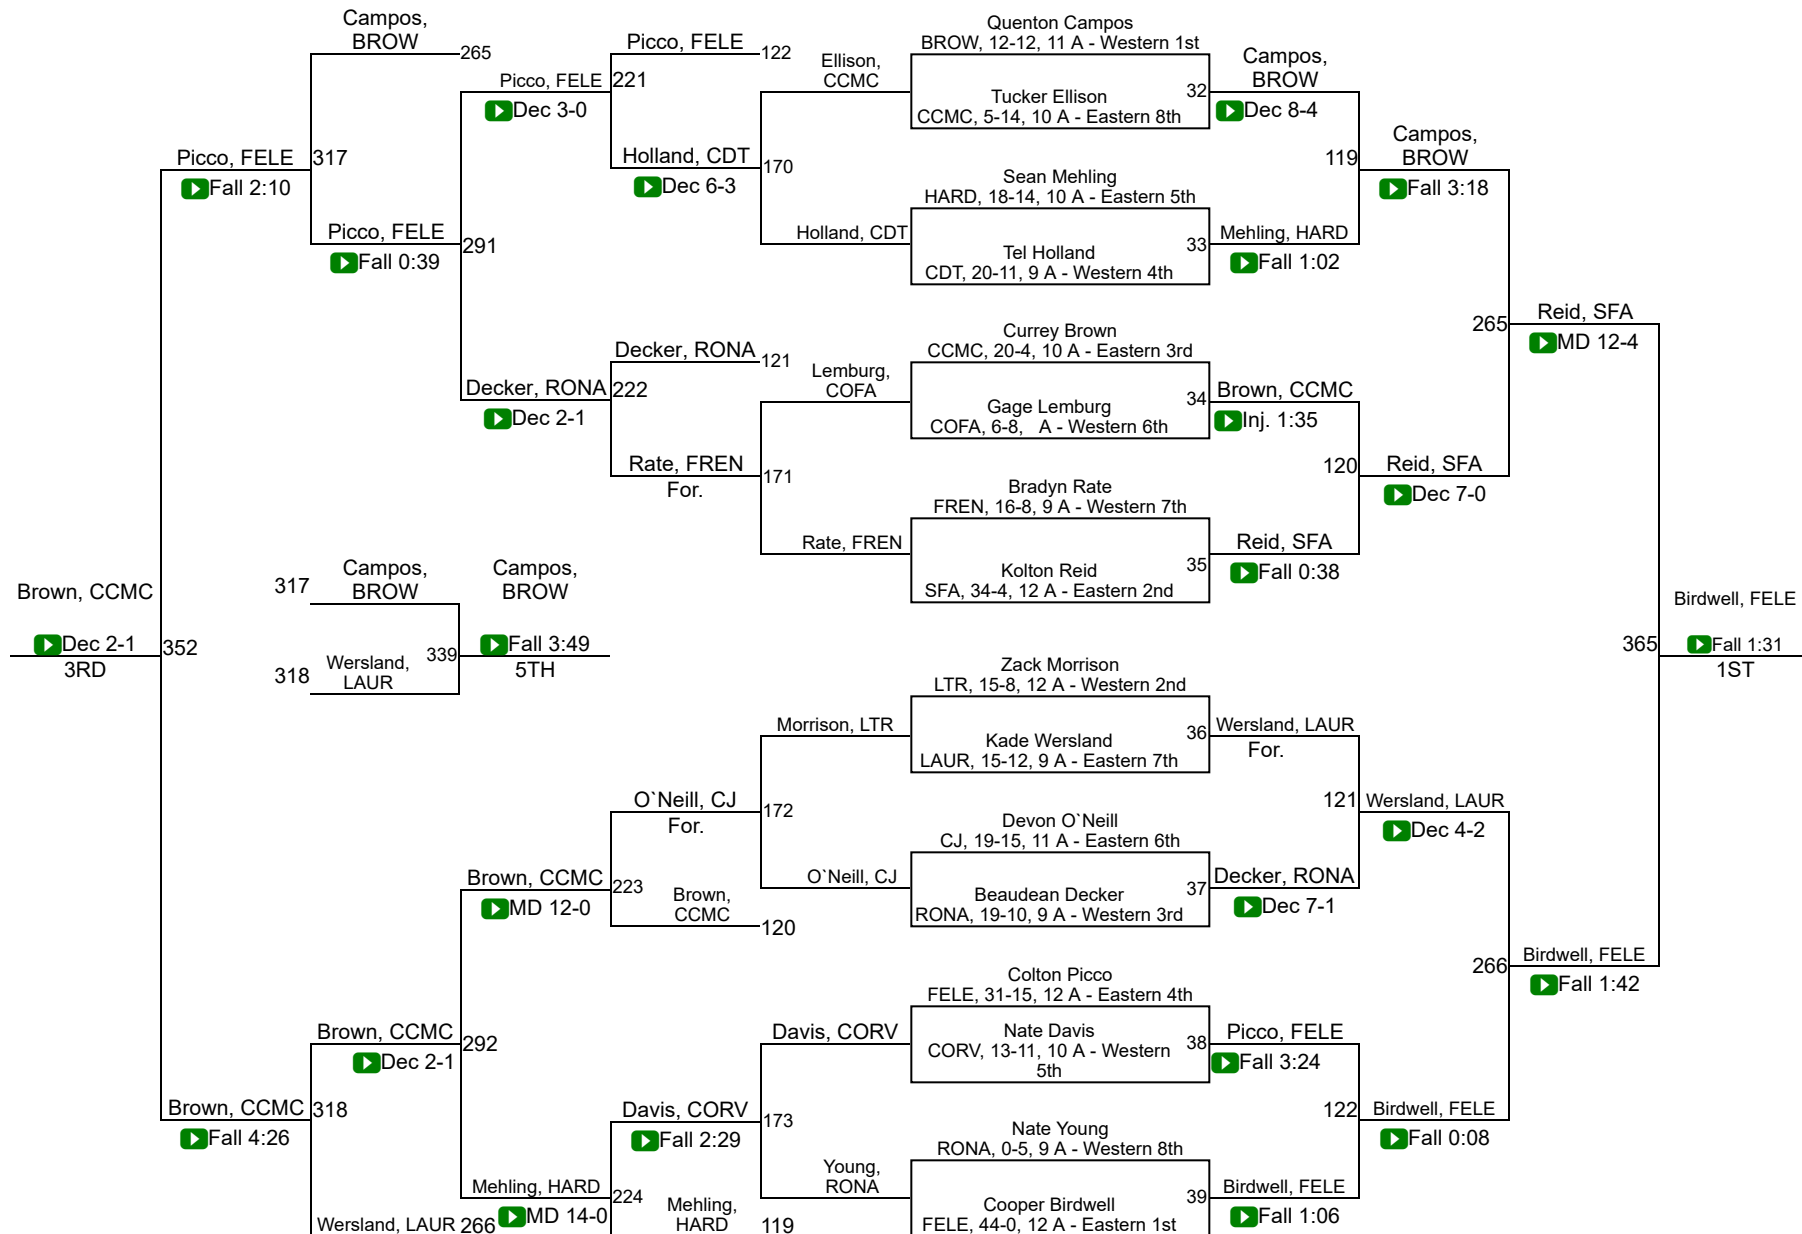 Campos,
BROW
265
Picco, FELE
122
Quenton Campos
BROW, 12-12, 11 A - Western 1st
Ellison,
CCMC
Campos,
BROW
Picco, FELE
221
Dec 3-0
Tucker Ellison
CCMC, 5-14, 10 A - Eastern 8th
32
Dec 8-4
Picco, FELE
317
Fall 2:10
Holland, CDT
170
Dec 6-3
Sean Mehling
HARD, 18-14, 10 A - Eastern 5th
119
Campos,
BROW
Fall 3:18
Picco, FELE
291
Fall 0:39
Holland, CDT
Tel Holland
CDT, 20-11, 9 A - Western 4th
33
Mehling, HARD
Fall 1:02
265
Reid, SFA
MD 12-4
Decker, RONA
121
Currey Brown
CCMC, 20-4, 10 A - Eastern 3rd
Lemburg,
COFA
Decker, RONA
222
Dec 2-1
Gage Lemburg
COFA, 6-8, A - Western 6th
34
Brown, CCMC
Inj. 1:35
Rate, FREN
171
For.
Bradyn Rate
FREN, 16-8, 9 A - Western 7th
120
Reid, SFA
Dec 7-0
Rate, FREN
Kolton Reid
SFA, 34-4, 12 A - Eastern 2nd
35
Reid, SFA
Fall 0:38
Brown, CCMC
317
Campos,
BROW
Campos,
BROW
Birdwell, FELE
Dec 2-1
352
3RD
318
Wersland,
LAUR
339
Fall 3:49
5TH
365
Fall 1:31
1ST
Zack Morrison
LTR, 15-8, 12 A - Western 2nd
Morrison, LTR
Kade Wersland
LAUR, 15-12, 9 A - Eastern 7th
36
Wersland, LAUR
For.
O`Neill, CJ
172
For.
Devon O`Neill
CJ, 19-15, 11 A - Eastern 6th
121
Wersland, LAUR
Dec 4-2
Brown, CCMC
223
MD 12-0
Brown,
CCMC
120
O`Neill, CJ
Beaudean Decker
RONA, 19-10, 9 A - Western 3rd
37
Decker, RONA
Dec 7-1
266
Birdwell, FELE
Fall 1:42
Colton Picco
FELE, 31-15, 12 A - Eastern 4th
Brown, CCMC
292
Dec 2-1
Davis, CORV
Nate Davis
CORV, 13-11, 10 A - Western
5th
38
Picco, FELE
Fall 3:24
Brown, CCMC
318
Fall 4:26
Davis, CORV
173
Fall 2:29
Nate Young
RONA, 0-5, 9 A - Western 8th
122
Birdwell, FELE
Fall 0:08
Mehling, HARD
224
MD 14-0
Wersland, LAUR
266
Mehling,
HARD
119
Young,
RONA
Cooper Birdwell
FELE, 44-0, 12 A - Eastern 1st
39
Birdwell, FELE
Fall 1:06